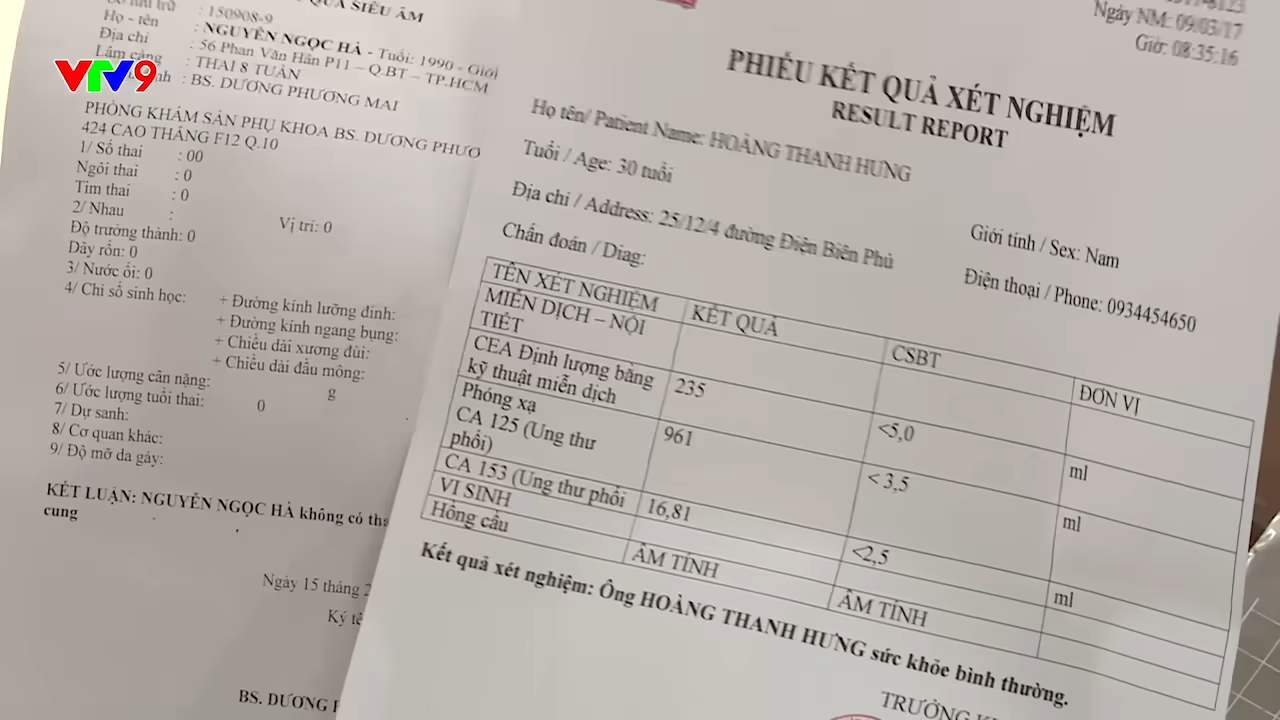 VTV9
QUẢ SIÊU ÂM
: 150908-9
Họ - tên : NGUYỄN NGỌC HÀ - Tuổi: 1990 - Giới
Địa chỉ : 56 Phan Văn Hân P11 – Q.BT – TP.HCM
Lâm càng : THAI 8 TUẦN
: BS. DƯƠNG PHƯƠNG MAI
PHÒNG KHÁM SẢN PHỤ KHOA BS. DƯƠNG PHƯƠ
424 CAO THẮNG F12 Q.10
1/ Số thai : 00
Ngôi thai : 0
Tim thai : 0
2/ Nhau : Vị trí: 0
Độ trưởng thành: 0
Dây rốn: 0
3/ Nước ối: 0
4/ Chỉ số sinh học: + Đường kính lưỡng đỉnh:
+ Đường kính ngang bụng:
+ Chiều dài xương đùi:
+ Chiều dài đầu mông:
5/ Ước lượng cân nặng: g
6/ Ước lượng tuổi thai: 0
7/ Dự sanh:
8/ Cơ quan khác:
9/ Độ mờ da gáy:
KẾT LUẬN: NGUYỄN NGỌC HÀ không có tha
cung
Ngày 15 tháng 2
Ký tê
BS. DƯƠNG P
Ngày NM: 09/03/17
Giờ: 08:35:16
PHIẾU KẾT QUẢ XÉT NGHIỆM
RESULT REPORT
Họ tên/ Patient Name: HOÀNG THANH HƯNG
Tuổi / Age: 30 tuổi
Giới tính / Sex: Nam
Địa chỉ / Address: 25/12/4 đường Điện Biên Phủ
Điện thoại / Phone: 0934454650
Chẩn đoán / Diag:
TÊN XÉT NGHIỆM KẾT QUẢ CSBT ĐƠN VỊ
MIỄN DỊCH – NỘI
TIẾT
CEA Định lượng bằng 235 <5,0 ml
kỹ thuật miễn dịch
Phóng xạ
CA 125 (Ung thư 961 < 3,5 ml
phổi)
CA 153 (Ung thư phổi 16,81 <2,5 ml
VI SINH
Hồng cầu ÂM TÍNH ÂM TÍNH
Kết quả xét nghiệm: Ông HOÀNG THANH HƯNG sức khỏe bình thường.
TRƯỞNG K